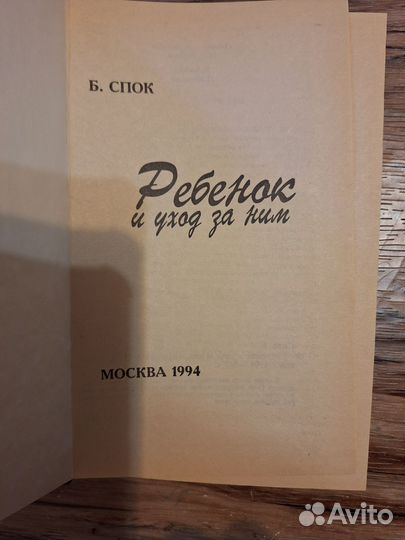 Б. СПОК
Ребенок
и уход за ним
МОСКВА 1994
Avito